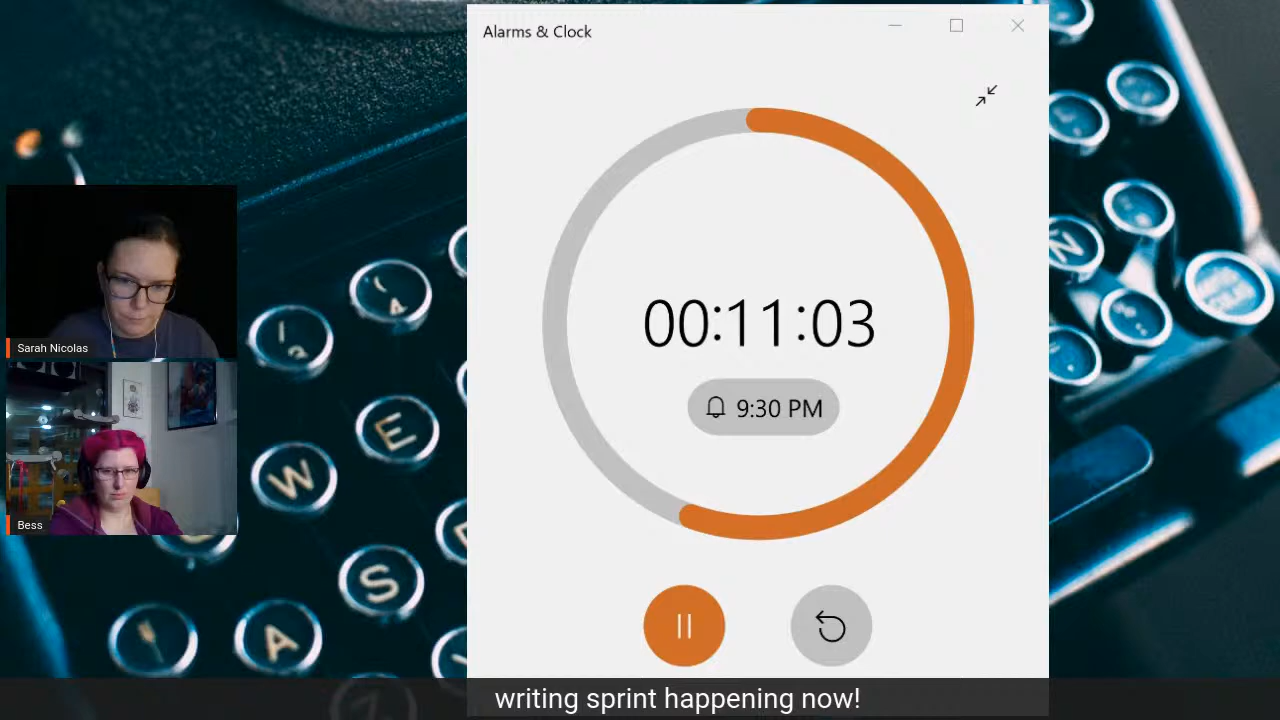 Alarms & Clock
00:11:03
9:30 PM
Sarah Nicolas
Bess
N
E
W
S
A
writing sprint happening now!